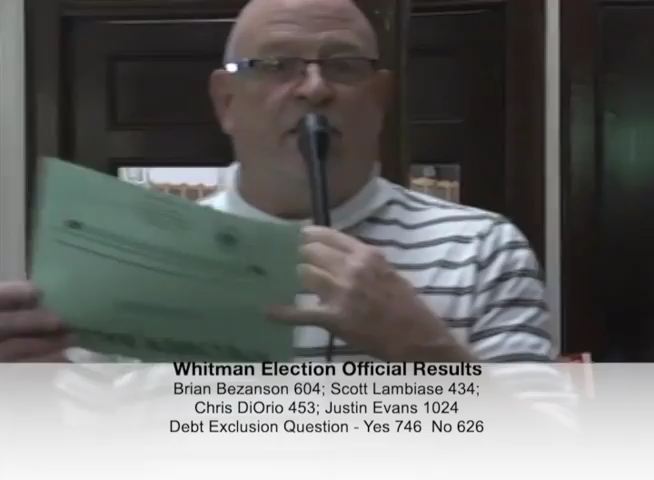 Whitman Election Official Results
Brian Bezanson 604; Scott Lambiase 434;
Chris DiOrio 453; Justin Evans 1024
Debt Exclusion Question - Yes 746  No 626